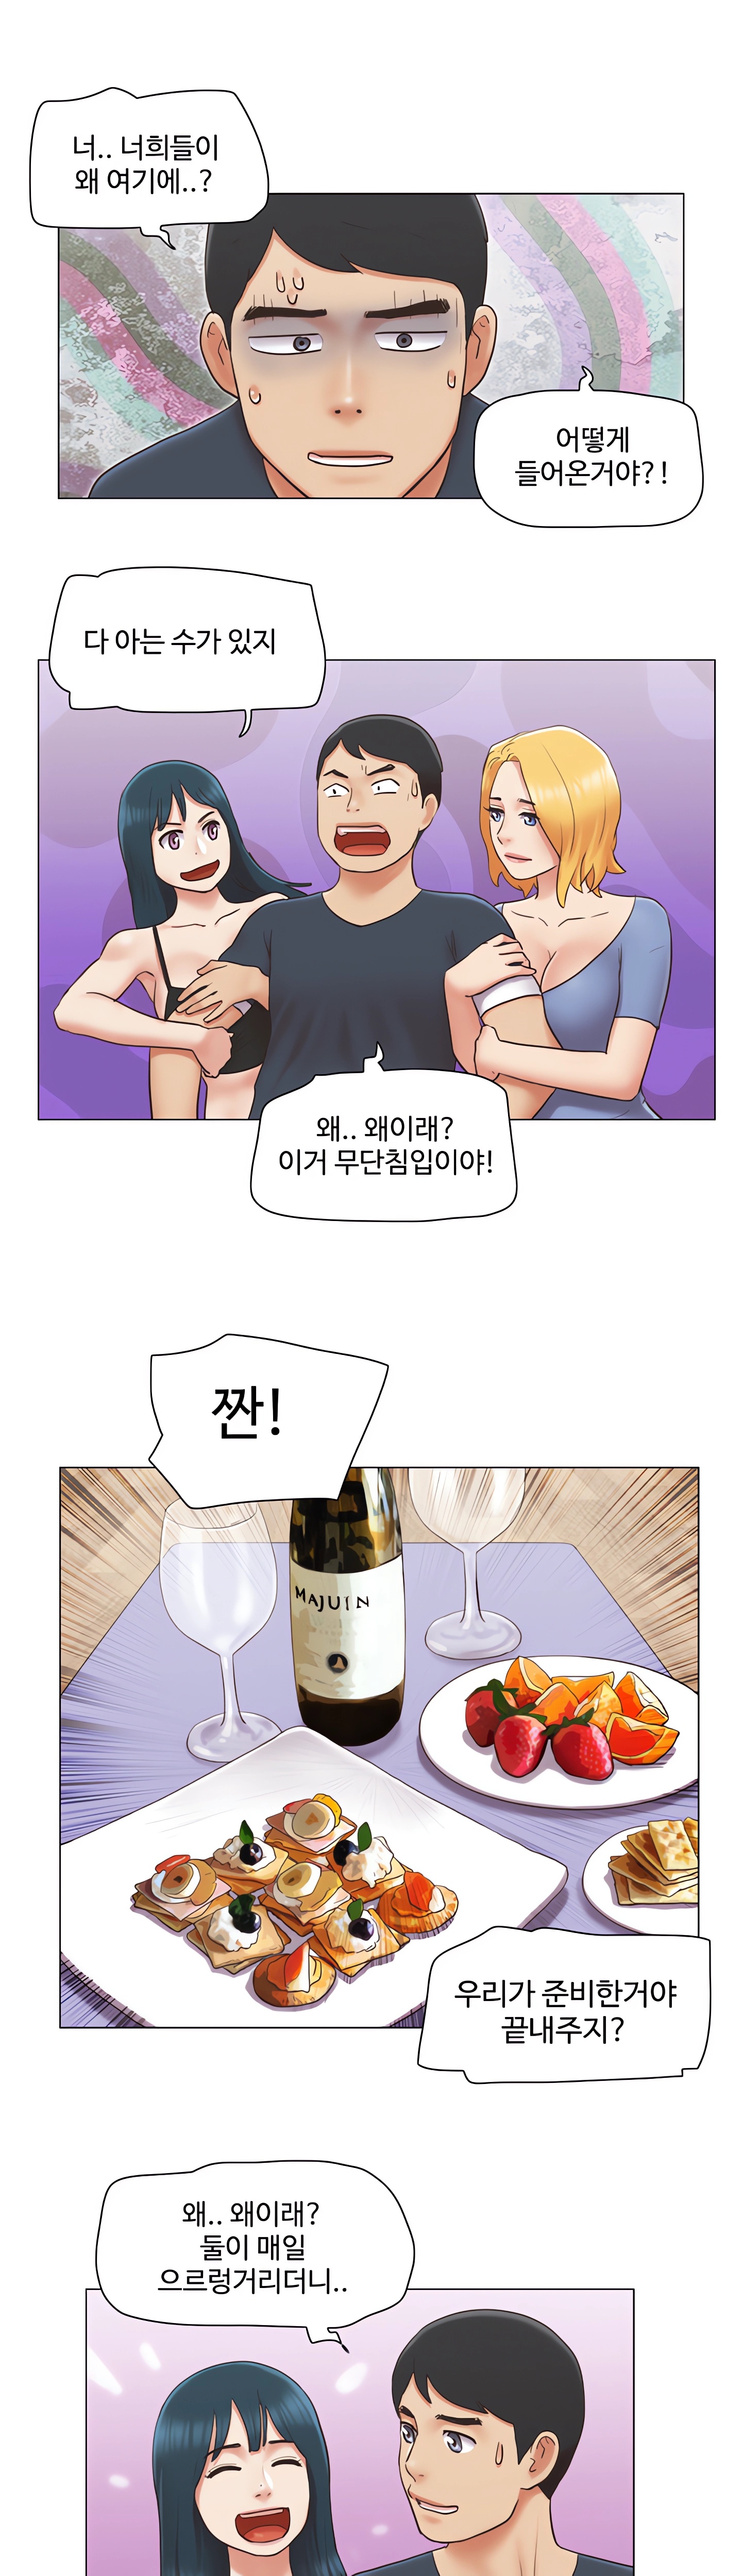 너.. 너희들이
왜 여기에..?
어떻게
들어온거야?!
다 아는 수가 있지
왜.. 왜이래?
이거 무단침입이야!
짠!
MAJUIN
우리가 준비한거야
끝내주지?
왜.. 왜이래?
둘이 매일
으르렁거리더니..